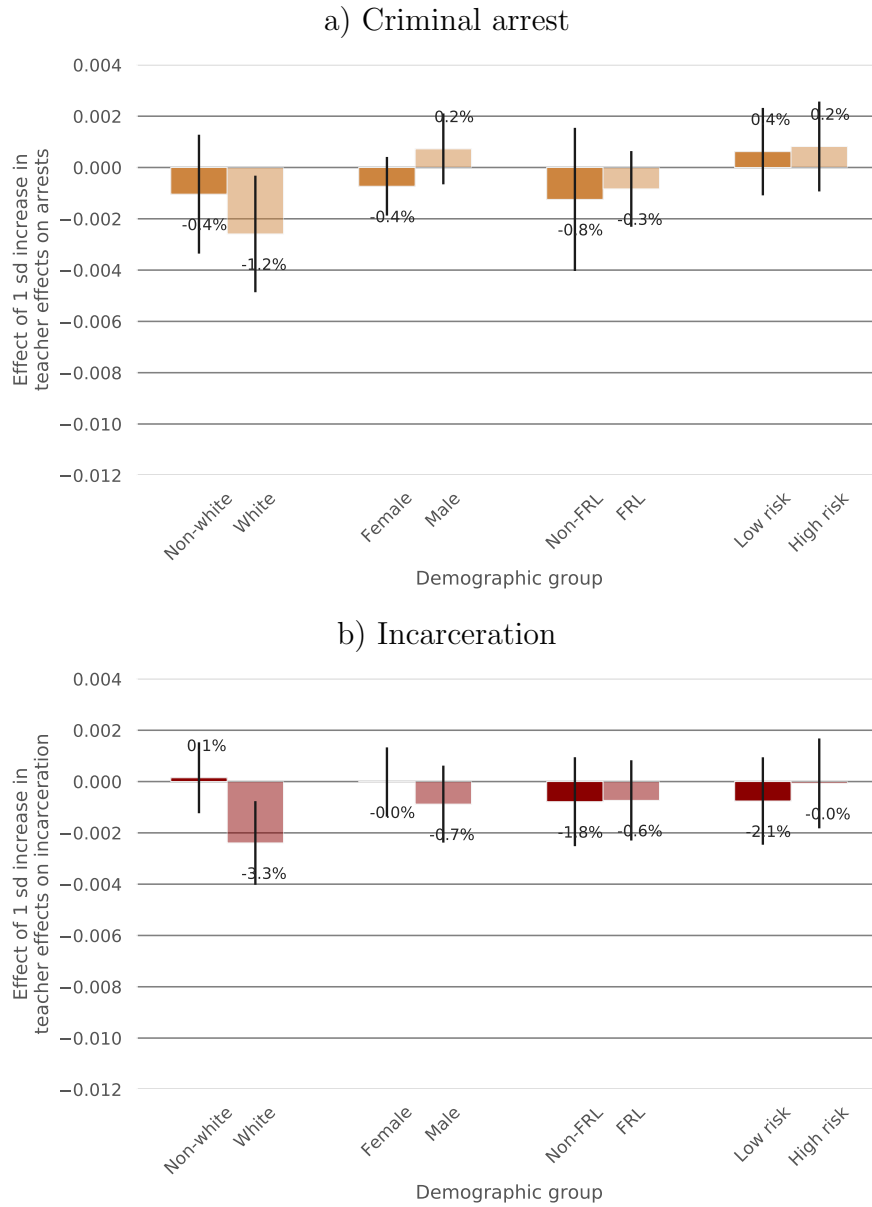 a) Criminal arrest
0.004
0.002
0.000
−0.002
−0.004
−0.006
−0.008
−0.010
−0.012
Effect of 1 sd increase in
teacher effects on arrests
-0.4%
-1.2%
-0.4%
0.2%
-0.8%
-0.3%
0.4%
0.2%
Non-white
White
Female
Male
Non-FRL
FRL
Low risk
High risk
Demographic group
b) Incarceration
0.004
0.002
0.000
−0.002
−0.004
−0.006
−0.008
−0.010
−0.012
Effect of 1 sd increase in
teacher effects on incarceration
0.1%
-3.3%
-0.0%
-0.7%
-1.8%
-0.6%
-2.1%
-0.0%
Non-white
White
Female
Male
Non-FRL
FRL
Low risk
High risk
Demographic group